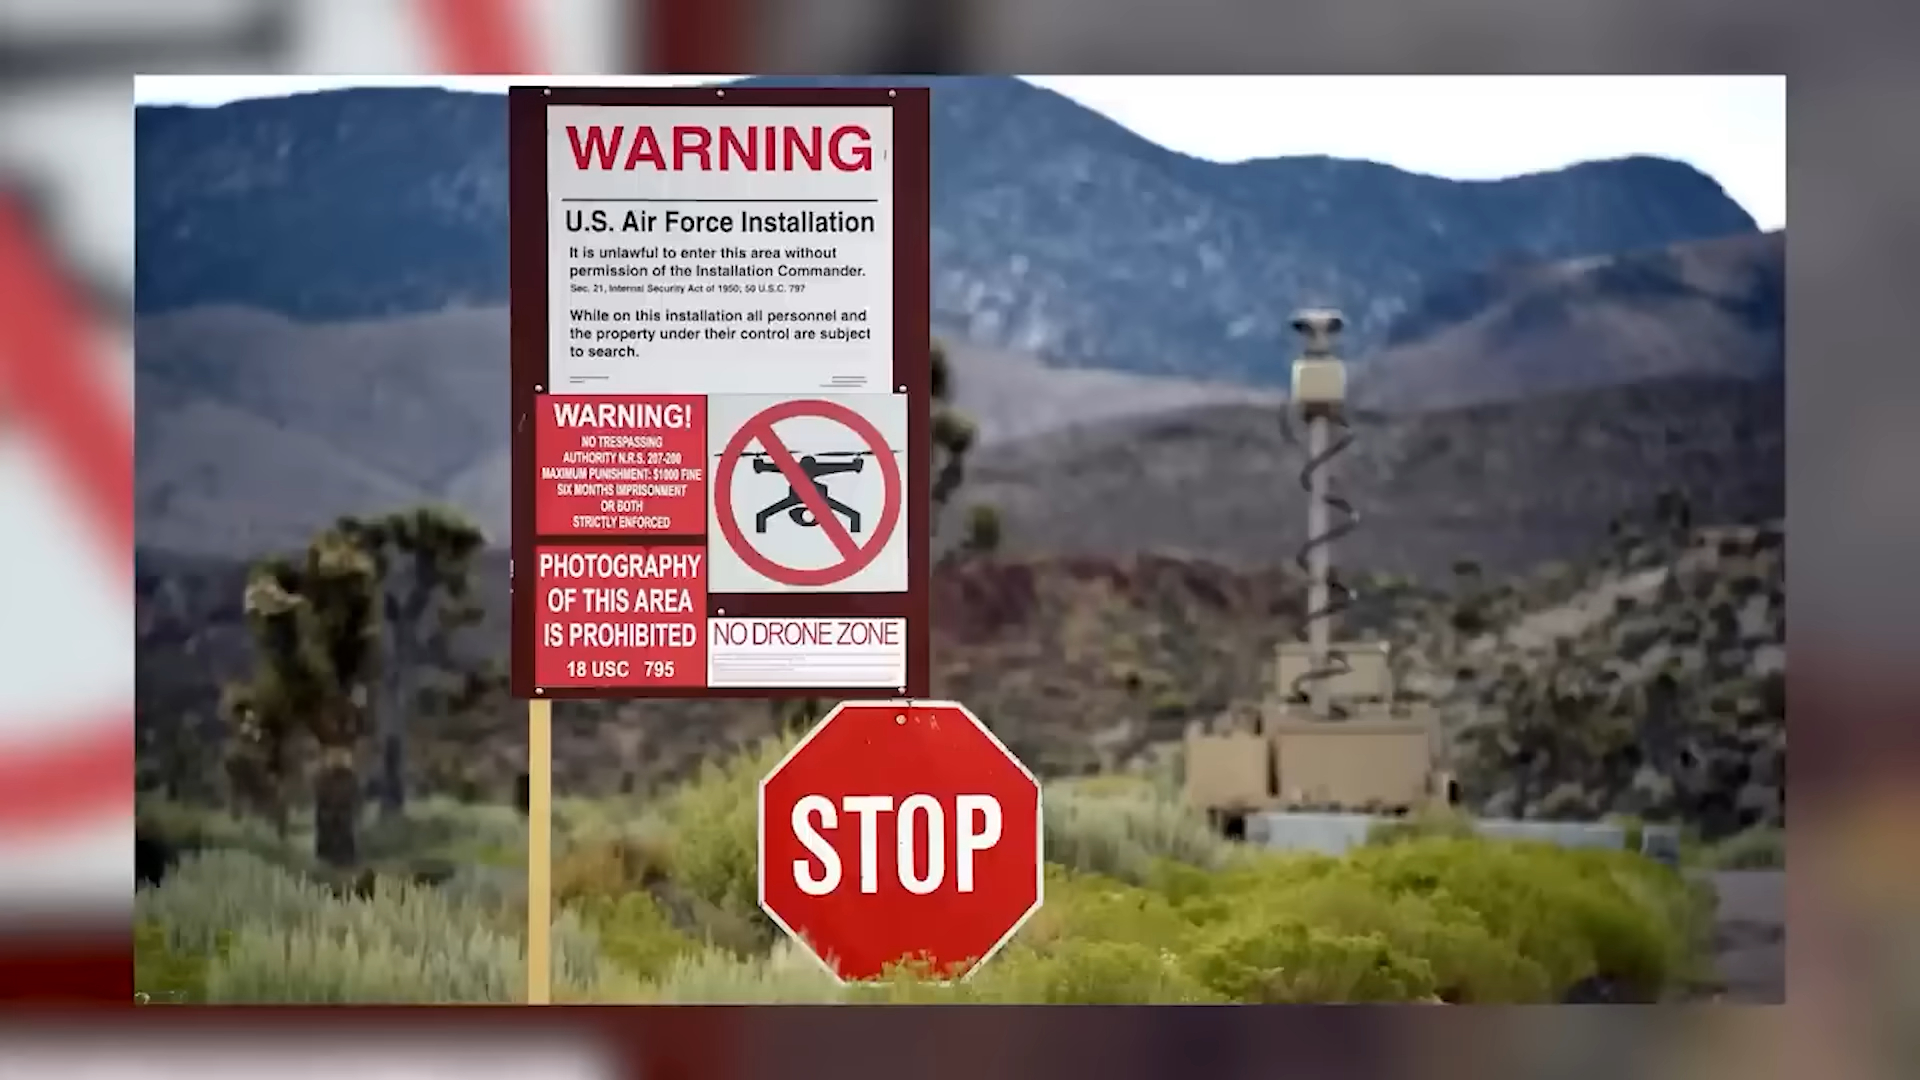 WARNING
U.S. Air Force Installation
It is unlawful to enter this area without
permission of the Installation Commander.
Sec. 21, Internal Security Act of 1950; 50 U.S.C. 797
While on this installation all personnel and
the property under their control are subject
to search.
WARNING!
NO TRESPASSING
AUTHORITY N.R.S. 207-200
MAXIMUM PUNISHMENT: $1000 FINE
SIX MONTHS IMPRISONMENT
OR BOTH
STRICTLY ENFORCED
PHOTOGRAPHY
OF THIS AREA
IS PROHIBITED
18 USC 795
NO DRONE ZONE
STOP